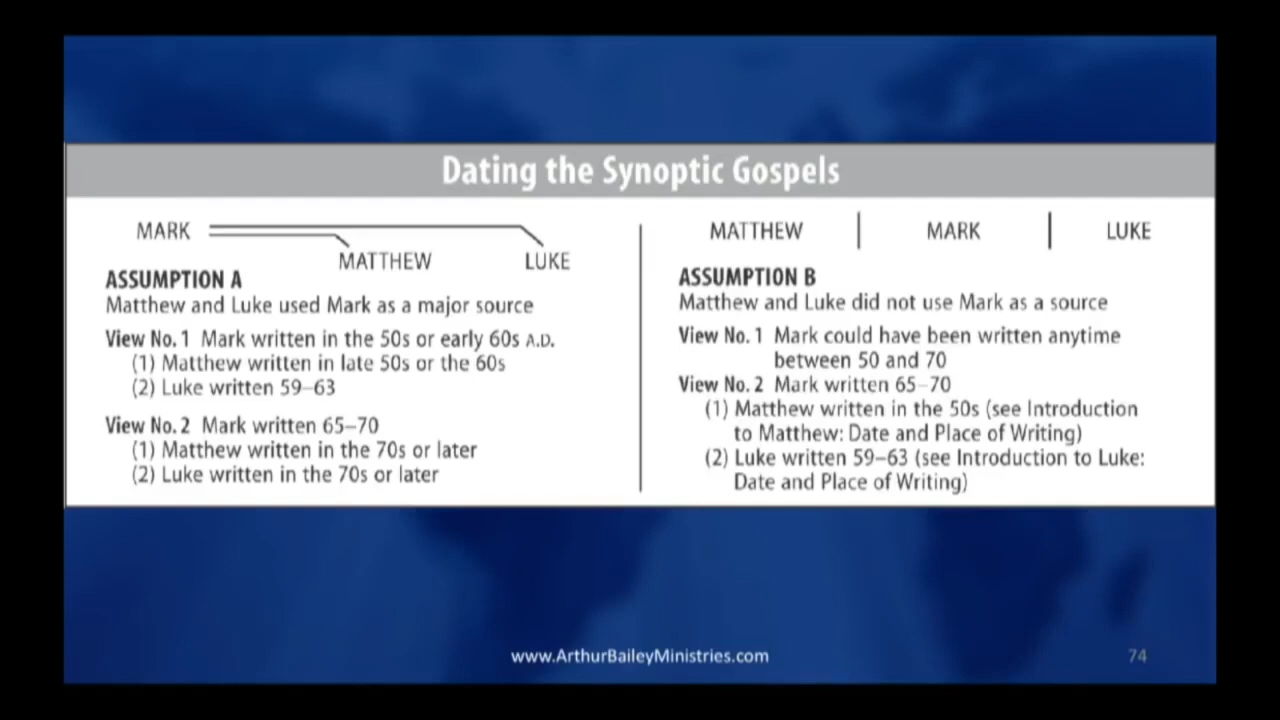 Dating the Synoptic Gospels
MARK
MATTHEW
LUKE
ASSUMPTION A
Matthew and Luke used Mark as a major source
View No. 1 Mark written in the 50s or early 60s A.D.
(1) Matthew written in late 50s or the 60s
(2) Luke written 59–63
View No. 2 Mark written 65–70
(1) Matthew written in the 70s or later
(2) Luke written in the 70s or later
MATTHEW
MARK
LUKE
ASSUMPTION B
Matthew and Luke did not use Mark as a source
View No. 1 Mark could have been written anytime
between 50 and 70
View No. 2 Mark written 65–70
(1) Matthew written in the 50s (see Introduction
to Matthew: Date and Place of Writing)
(2) Luke written 59–63 (see Introduction to Luke:
Date and Place of Writing)
www.ArthurBaileyMinistries.com
74